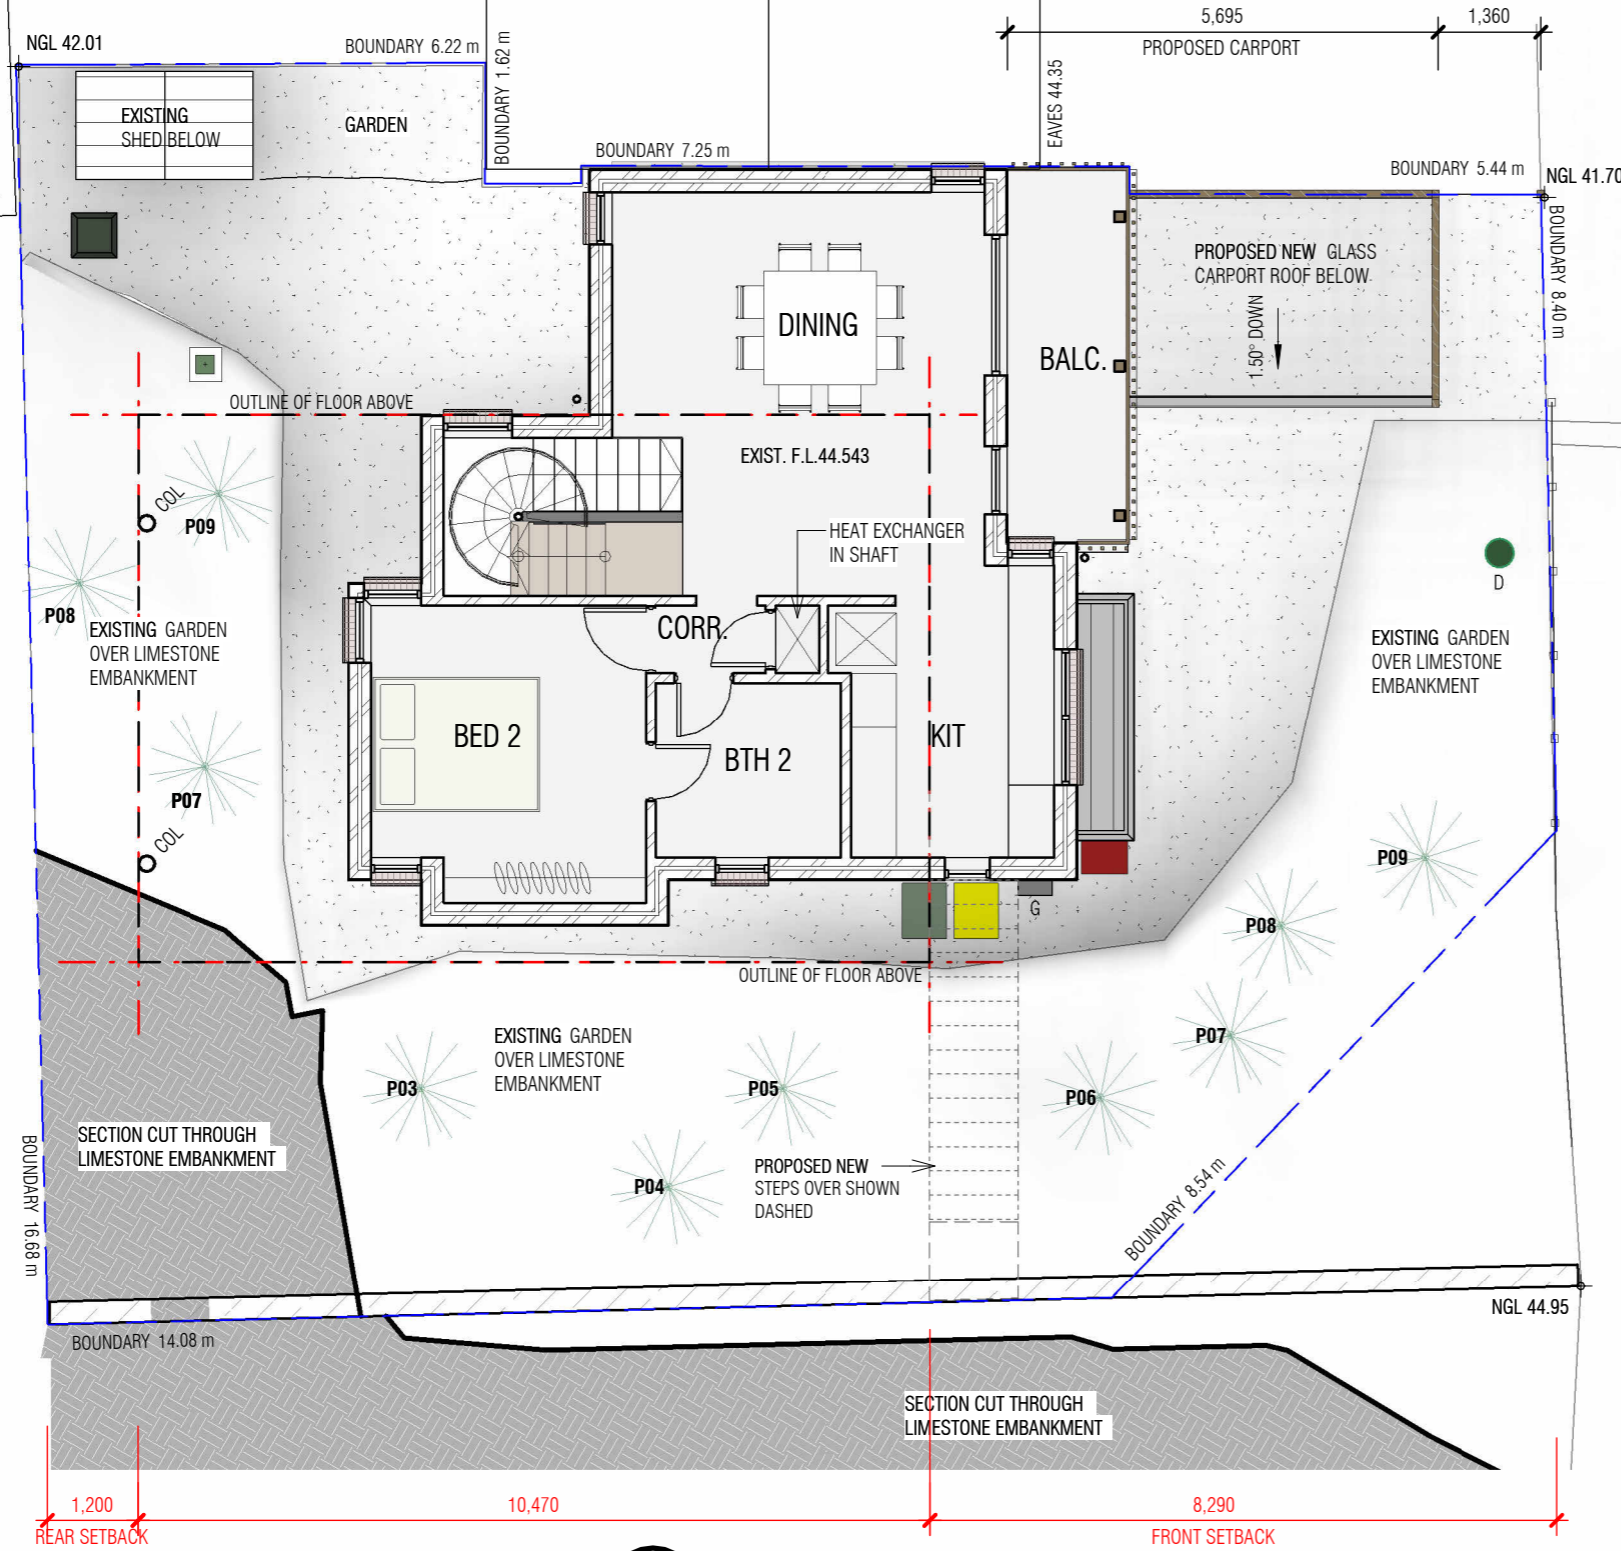 5,695
1,360
PROPOSED CARPORT
NGL 42.01
BOUNDARY 6.22 m
BOUNDARY 1.62 m
EAVES 44.35
EXISTING
SHED BELOW
GARDEN
BOUNDARY 7.25 m
BOUNDARY 5.44 m
NGL 41.70
BOUNDARY 8.40 m
PROPOSED NEW GLASS
CARPORT ROOF BELOW
1.50° DOWN
DINING
BALC.
OUTLINE OF FLOOR ABOVE
EXIST. F.L.44.543
COL
P09
HEAT EXCHANGER
IN SHAFT
D
P08
EXISTING GARDEN
OVER LIMESTONE
EMBANKMENT
CORR.
EXISTING GARDEN
OVER LIMESTONE
EMBANKMENT
BED 2
BTH 2
KIT
P07
COL
P09
G
P08
OUTLINE OF FLOOR ABOVE
EXISTING GARDEN
OVER LIMESTONE
EMBANKMENT
P07
P03
P05
P06
SECTION CUT THROUGH
LIMESTONE EMBANKMENT
BOUNDARY 16.68 m
P04
PROPOSED NEW
STEPS OVER SHOWN
DASHED
BOUNDARY 8.54 m
NGL 44.95
BOUNDARY 14.08 m
SECTION CUT THROUGH
LIMESTONE EMBANKMENT
1,200
10,470
8,290
REAR SETBACK
FRONT SETBACK